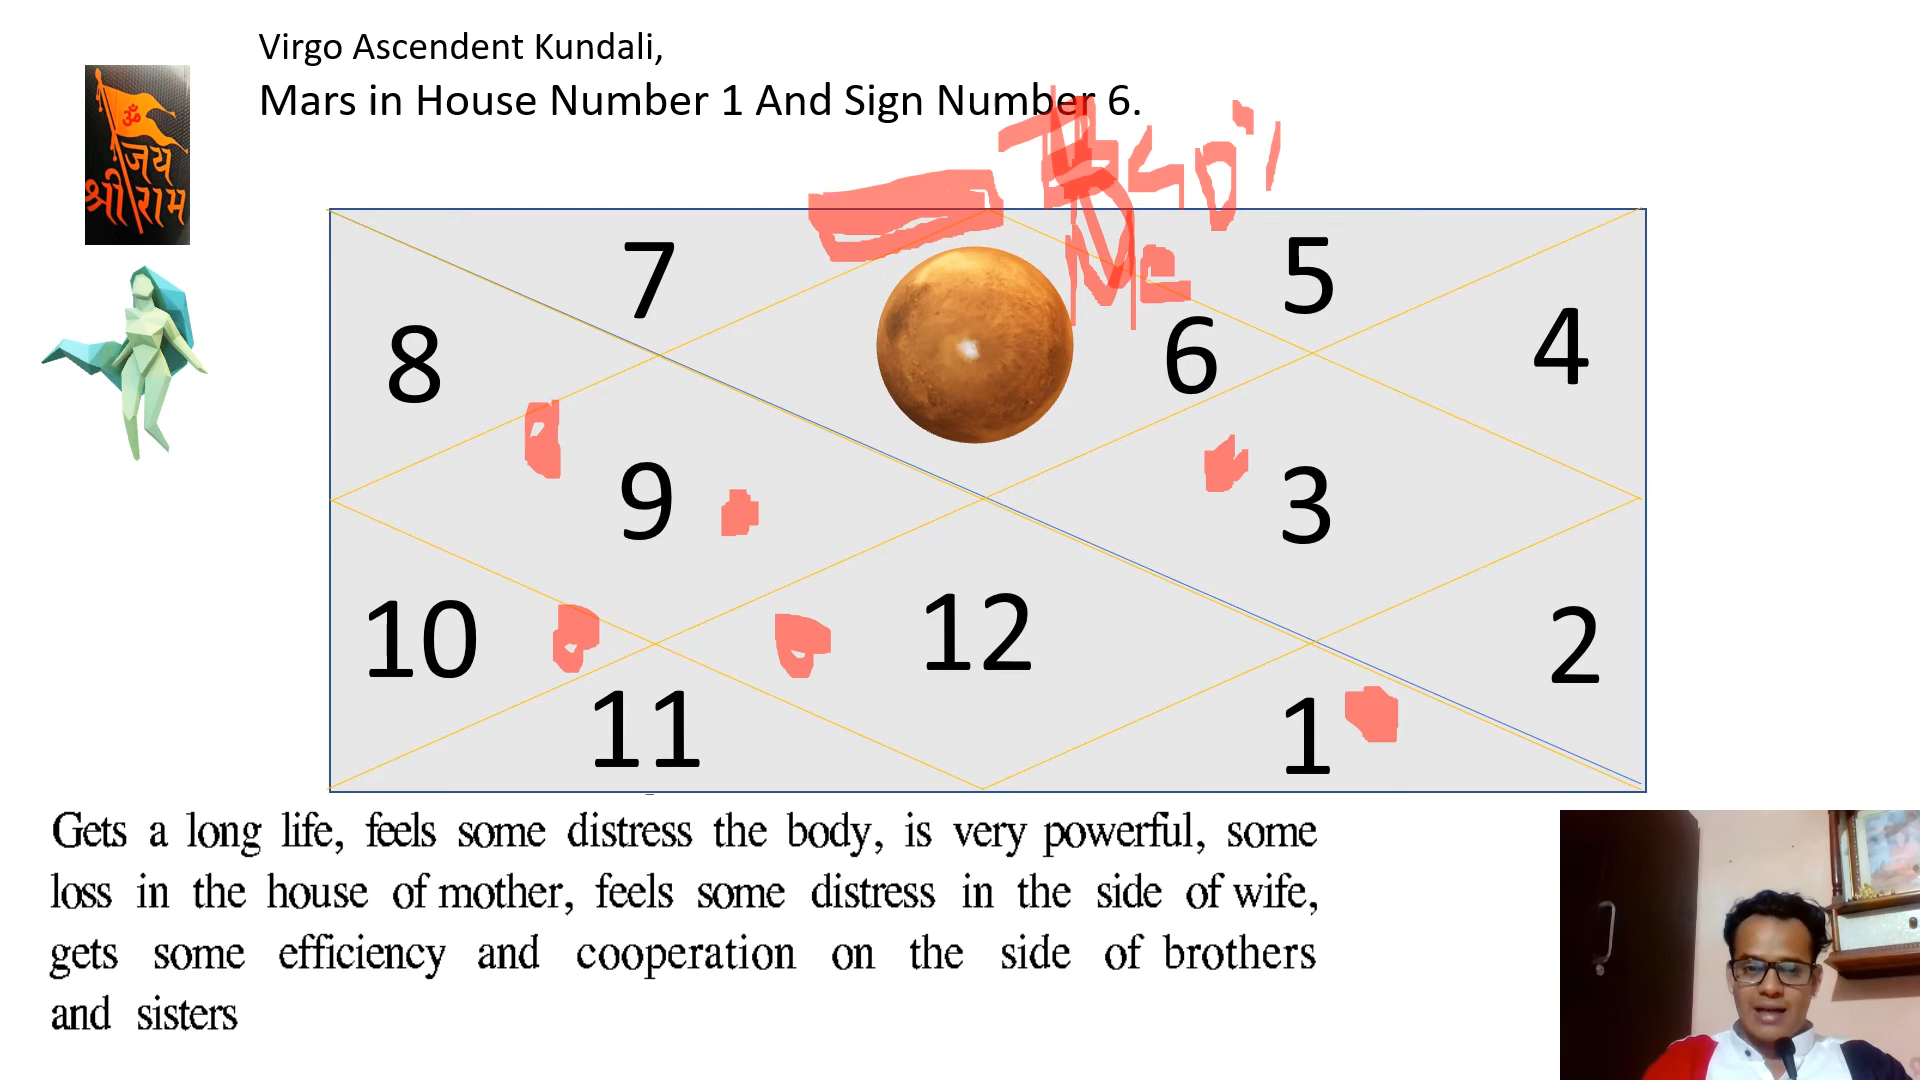 Virgo Ascendent Kundali,
Mars in House Number 1 And Sign Number 6.
ॐ
जय
श्री राम
7
5
8
6
4
9
3
10
12
2
11
1
Gets a long life, feels some distress the body, is very powerful, some
loss in the house of mother, feels some distress in the side of wife,
gets some efficiency and cooperation on the side of brothers
and sisters